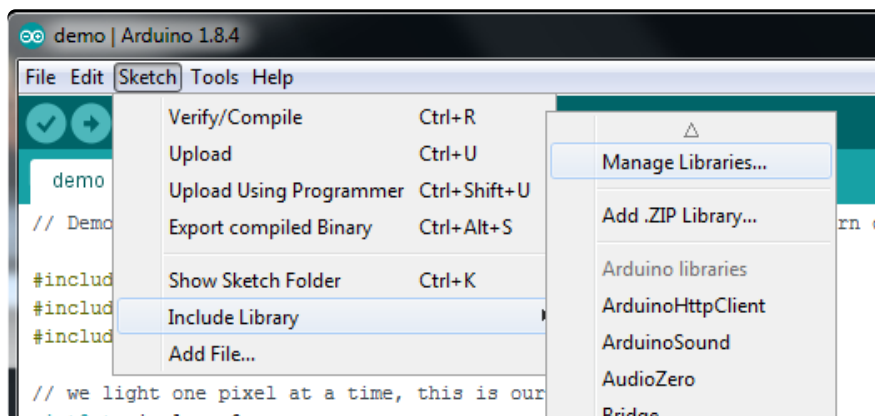 demo | Arduino 1.8.4
File Edit Sketch Tools Help
Verify/Compile Ctrl+R
Upload Ctrl+U
Upload Using Programmer Ctrl+Shift+U
Export compiled Binary Ctrl+Alt+S
Show Sketch Folder Ctrl+K
Include Library
Add File...
Manage Libraries...
Add .ZIP Library...
Arduino libraries
ArduinoHttpClient
ArduinoSound
AudioZero
Bridge
demo
// Demo
#includ
#includ
#includ
// we light one pixel at a time, this is our